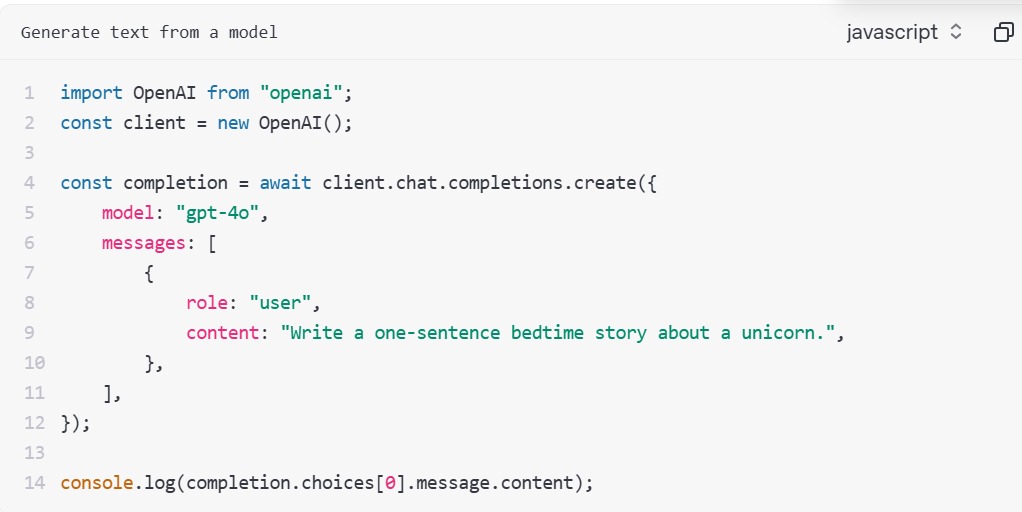 Generate text from a model
javascript
1 import OpenAI from "openai";
2 const client = new OpenAI();
3
4 const completion = await client.chat.completions.create({
5     model: "gpt-4o",
6     messages: [
7         {
8             role: "user",
9             content: "Write a one-sentence bedtime story about a unicorn.",
10         },
11     ],
12 });
13
14 console.log(completion.choices[0].message.content);